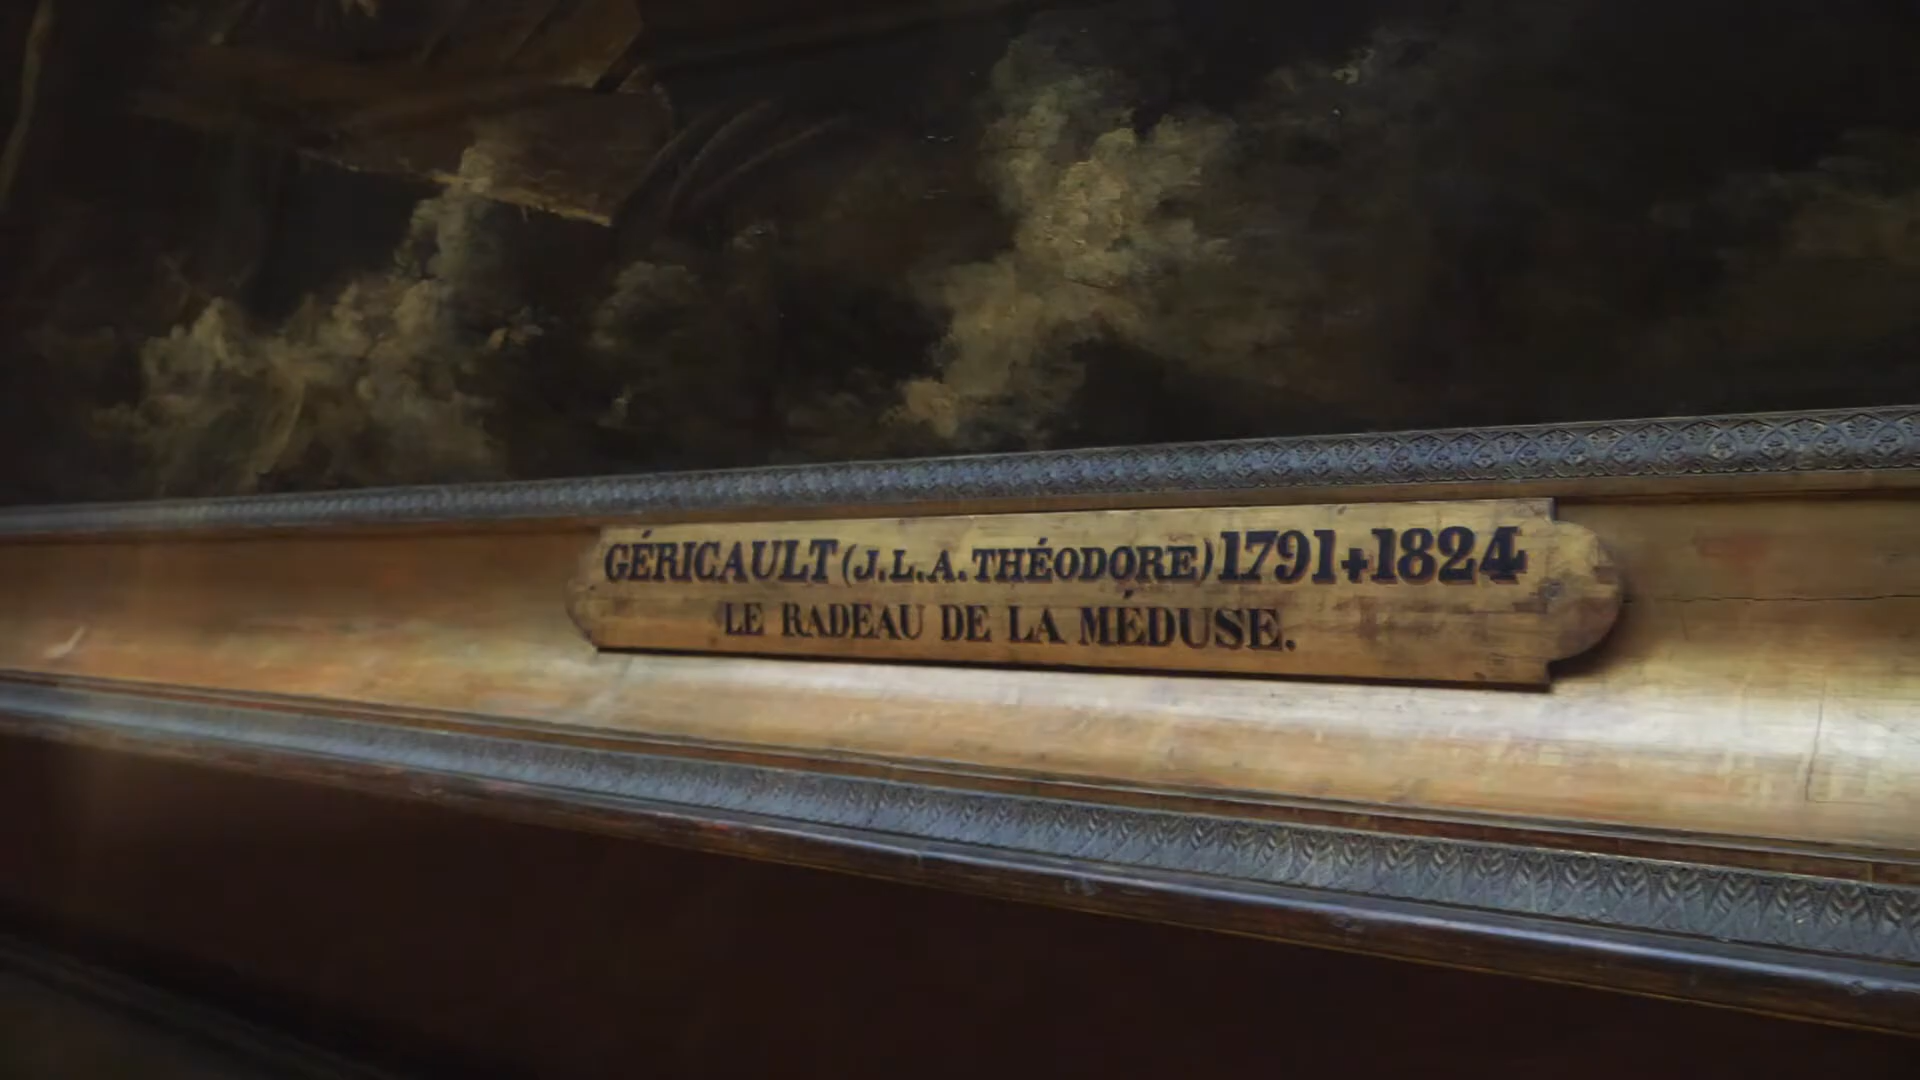 GÉRICAULT (J.L.A. THÉODORE) 1791+1824
LE RADEAU DE LA MÉDUSE.